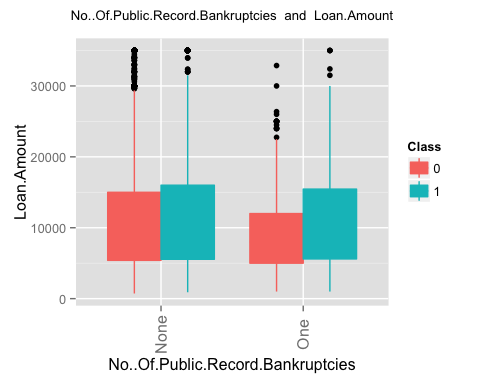 No..Of.Public.Record.Bankruptcies and Loan.Amount
Loan.Amount
30000
20000
10000
0
None
One
No..Of.Public.Record.Bankruptcies
Class
0
1